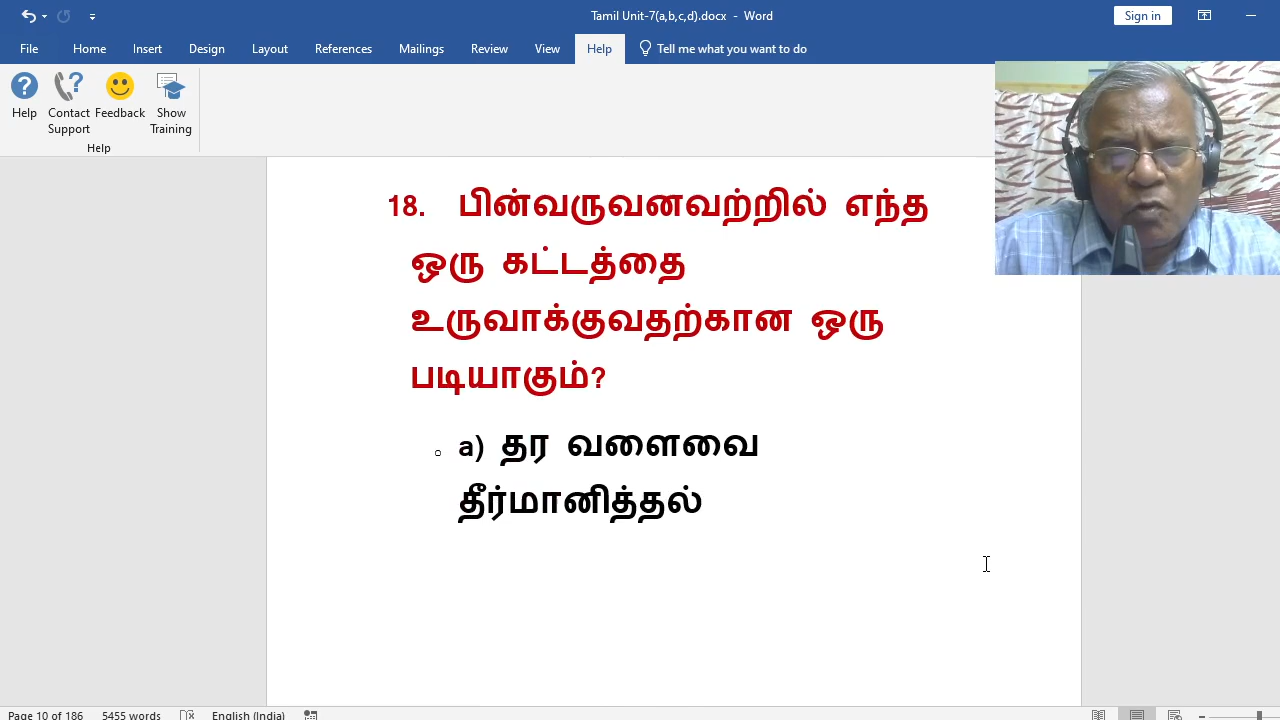 Tamil Unit-7(a,b,c,d).docx - Word
Sign in
File Home Insert Design Layout References Mailings Review View Help Tell me what you want to do
Help Contact Support Feedback Show Training
Help
18. பின்வருவனவற்றில் எந்த
ஒரு கட்டத்தை
உருவாக்குவதற்கான ஒரு
படியாகும்?
a) தர வளைவை
தீர்மானித்தல்
Page 10 of 186 5455 words English (India)